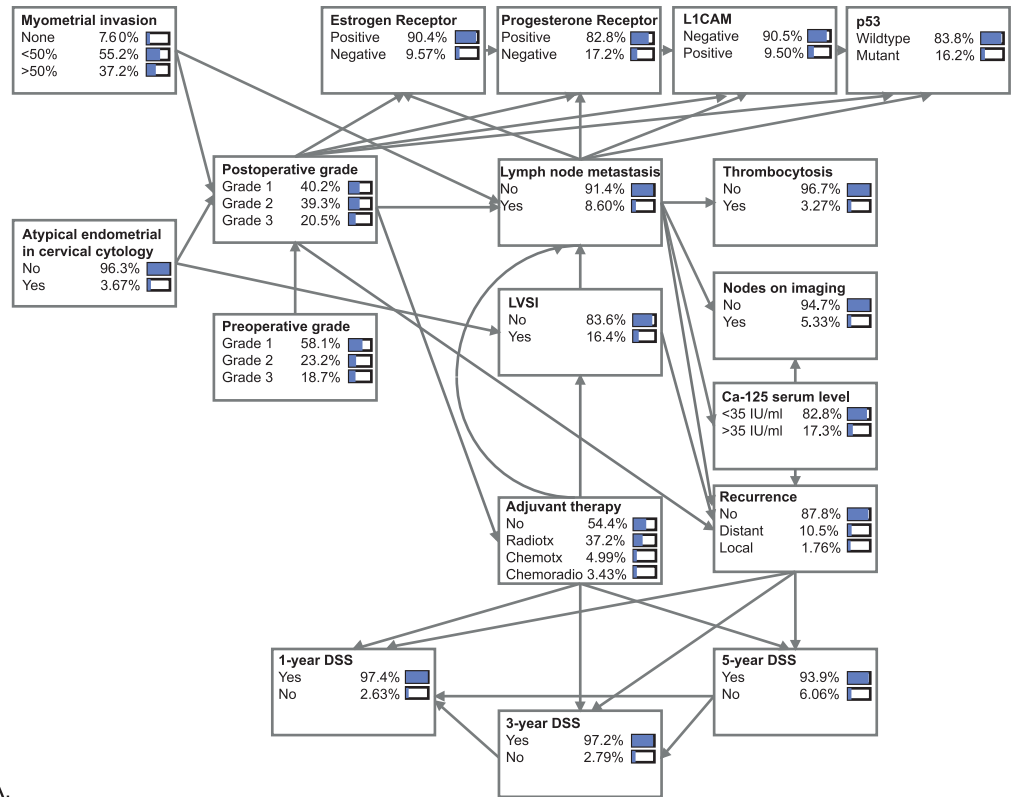 Myometrial invasion
None 7.60%
<50% 55.2%
>50% 37.2%
Estrogen Receptor
Positive 90.4%
Negative 9.57%
Progesterone Receptor
Positive 82.8%
Negative 17.2%
L1CAM
Negative 90.5%
Positive 9.50%
p53
Wildtype 83.8%
Mutant 16.2%
Postoperative grade
Grade 1 40.2%
Grade 2 39.3%
Grade 3 20.5%
Lymph node metastasis
No 91.4%
Yes 8.60%
Thrombocytosis
No 96.7%
Yes 3.27%
Atypical endometrial
in cervical cytology
No 96.3%
Yes 3.67%
Nodes on imaging
No 94.7%
Yes 5.33%
LVSI
No 83.6%
Yes 16.4%
Preoperative grade
Grade 1 58.1%
Grade 2 23.2%
Grade 3 18.7%
Ca-125 serum level
<35 IU/ml 82.8%
>35 IU/ml 17.3%
Adjuvant therapy
No 54.4%
Radiotx 37.2%
Chemotx 4.99%
Chemoradio 3.43%
Recurrence
No 87.8%
Distant 10.5%
Local 1.76%
1-year DSS
Yes 97.4%
No 2.63%
5-year DSS
Yes 93.9%
No 6.06%
3-year DSS
Yes 97.2%
No 2.79%